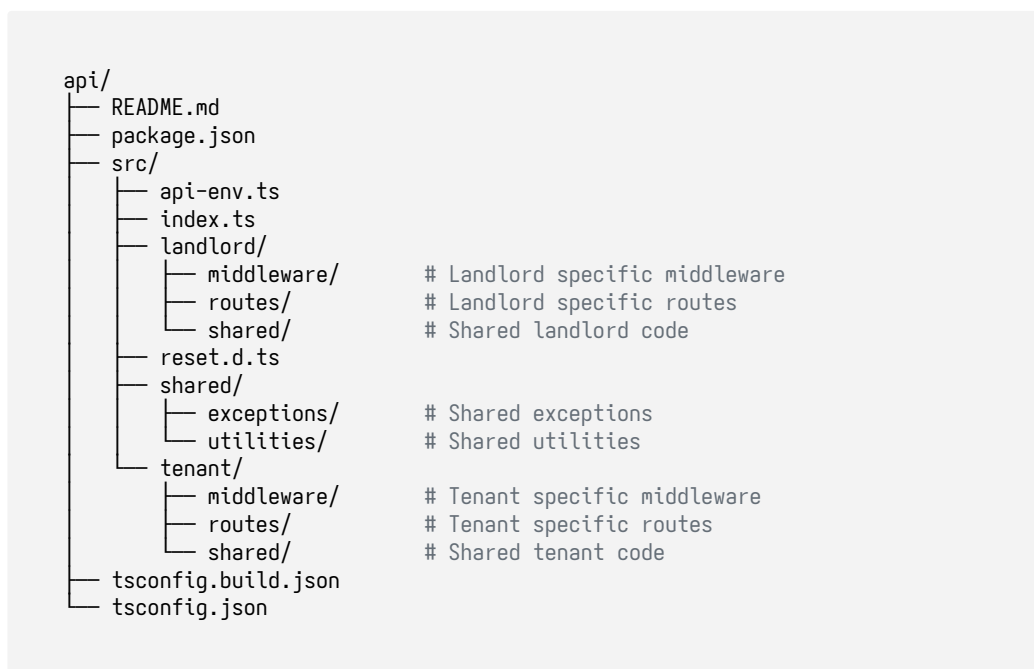 api/
├── README.md
├── package.json
├── src/
│   ├── api-env.ts
│   ├── index.ts
│   ├── landlord/
│   │   ├── middleware/       # Landlord specific middleware
│   │   ├── routes/           # Landlord specific routes
│   │   └── shared/           # Shared landlord code
│   ├── reset.d.ts
│   ├── shared/
│   │   ├── exceptions/       # Shared exceptions
│   │   └── utilities/        # Shared utilities
│   └── tenant/
│       ├── middleware/       # Tenant specific middleware
│       ├── routes/           # Tenant specific routes
│       └── shared/           # Shared tenant code
├── tsconfig.build.json
└── tsconfig.json